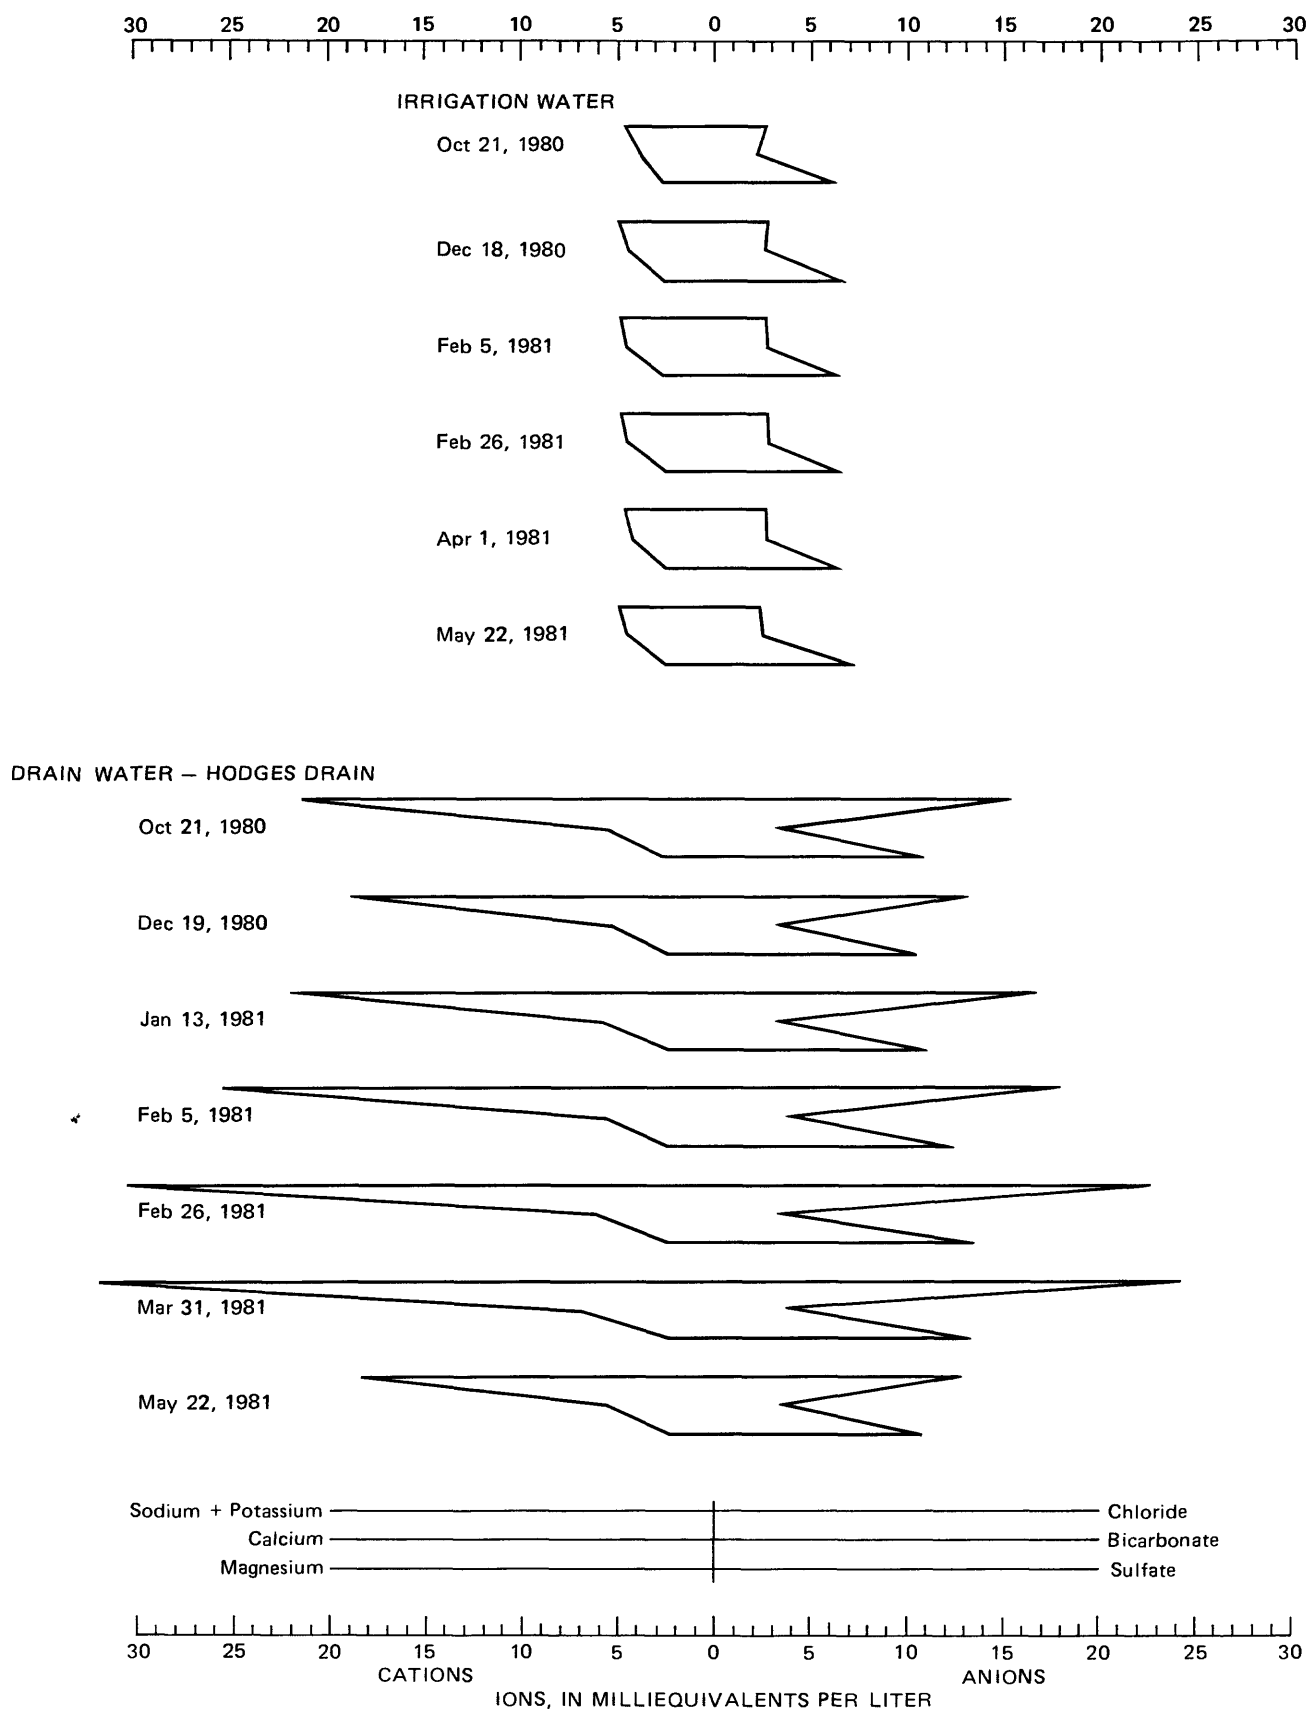 30 25 20 15 10 5 0 5 10 15 20 25 30
IRRIGATION WATER
Oct 21, 1980
Dec 18, 1980
Feb 5, 1981
Feb 26, 1981
Apr 1, 1981
May 22, 1981
DRAIN WATER — HODGES DRAIN
Oct 21, 1980
Dec 19, 1980
Jan 13, 1981
Feb 5, 1981
Feb 26, 1981
Mar 31, 1981
May 22, 1981
Sodium + Potassium Chloride
Calcium Bicarbonate
Magnesium Sulfate
30 25 20 15 10 5 0 5 10 15 20 25 30
CATIONS ANIONS
IONS, IN MILLIEQUIVALENTS PER LITER